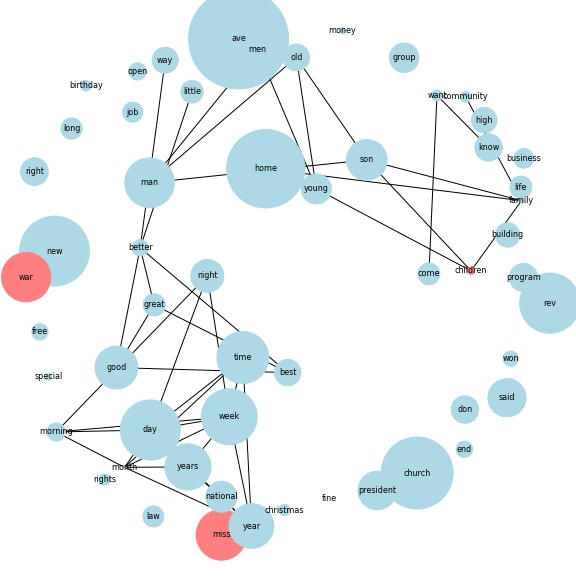 money
ave
men
old
group
way
open
birthday
little
want
community
job
high
long
know
business
son
home
right
man
young
life
family
building
better
new
children
come
night
war
program
rev
great
free
time
won
good
best
special
said
don
week
day
morning
end
years
month
church
rights
president
national
fine
christmas
law
year
miss